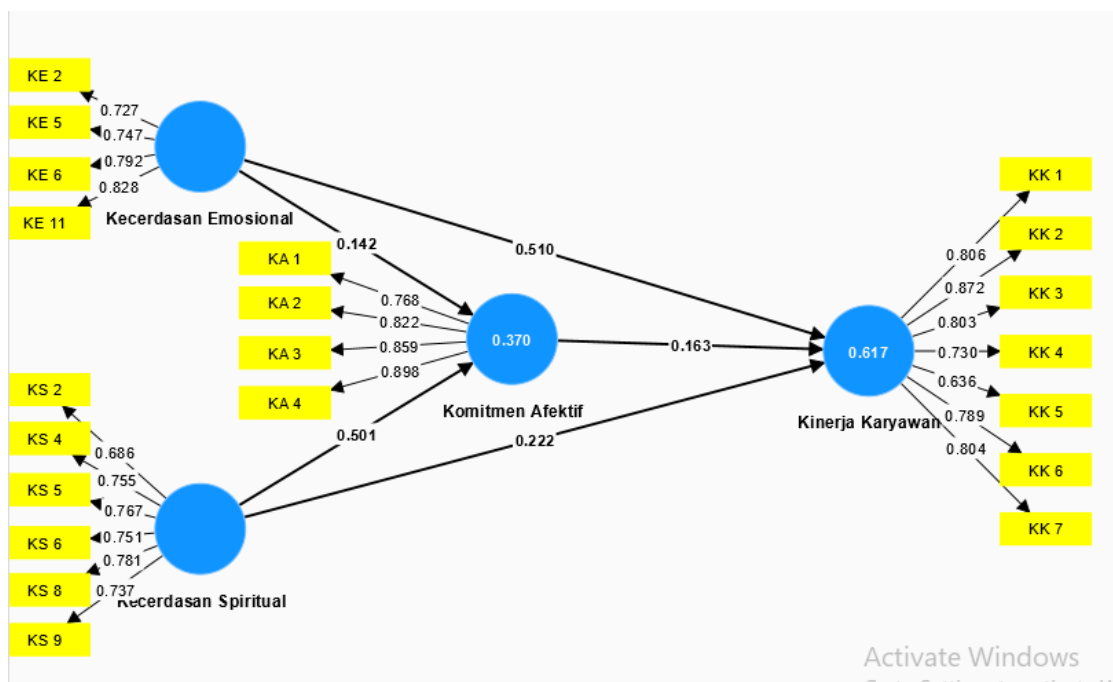 KE 2
0.727
KE 5
0.747
KE 6
0.792
0.828
KE 11
Kecerdasan Emosional
0.142
0.510
KA 1
0.768
KA 2
0.822
KA 3
0.859
0.898
KA 4
0.370
Komitmen Afektif
0.163
0.501
0.222
KS 2
KS 4
0.686
KS 5
0.755
0.767
KS 6
0.751
0.781
KS 8
0.737
Kecerdasan Spiritual
KS 9
0.617
Kinerja Karyawan
KK 1
KK 2
0.806
0.872
KK 3
0.803
0.730
KK 4
0.636
KK 5
0.789
0.804
KK 6
KK 7
Activate Windows